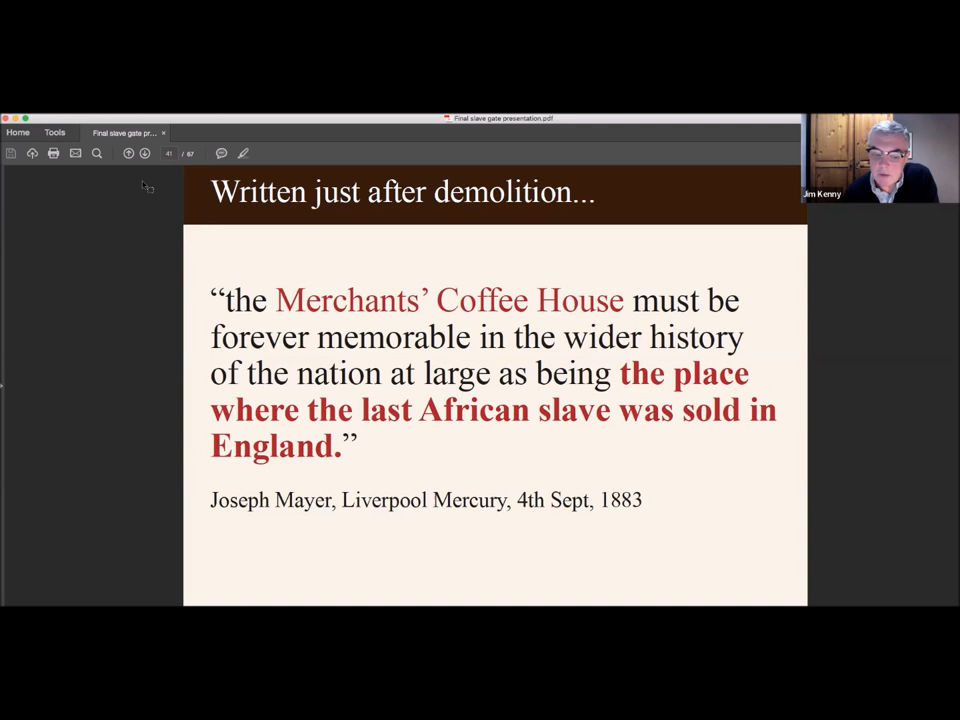 Final slave gate presentation.pdf
Home Tools Final slave gate pr... ×
41 / 67
Jim Kenny
Written just after demolition...
“the Merchants’ Coffee House must be
forever memorable in the wider history
of the nation at large as being the place
where the last African slave was sold in
England.”
Joseph Mayer, Liverpool Mercury, 4th Sept, 1883